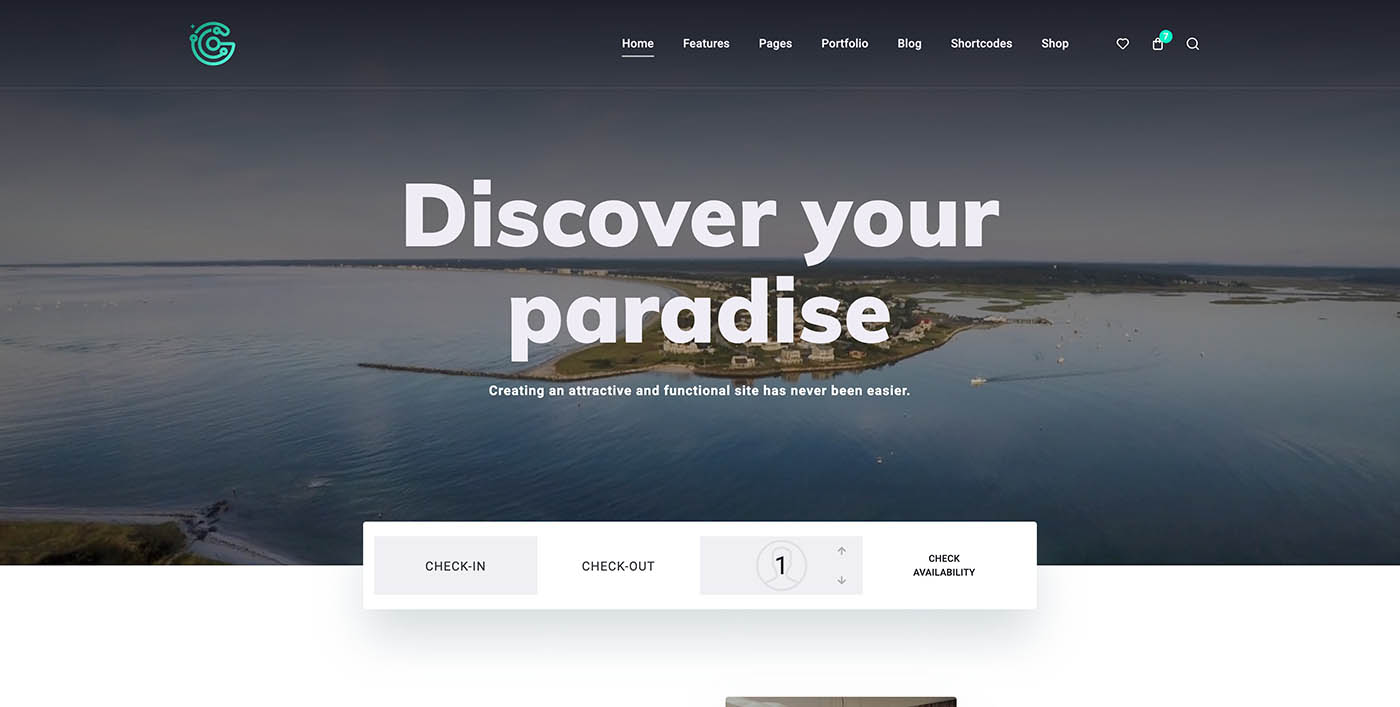 Home Features Pages Portfolio Blog Shortcodes Shop 7
Discover your
paradise
Creating an attractive and functional site has never been easier.
CHECK-IN CHECK-OUT 1 CHECK
AVAILABILITY